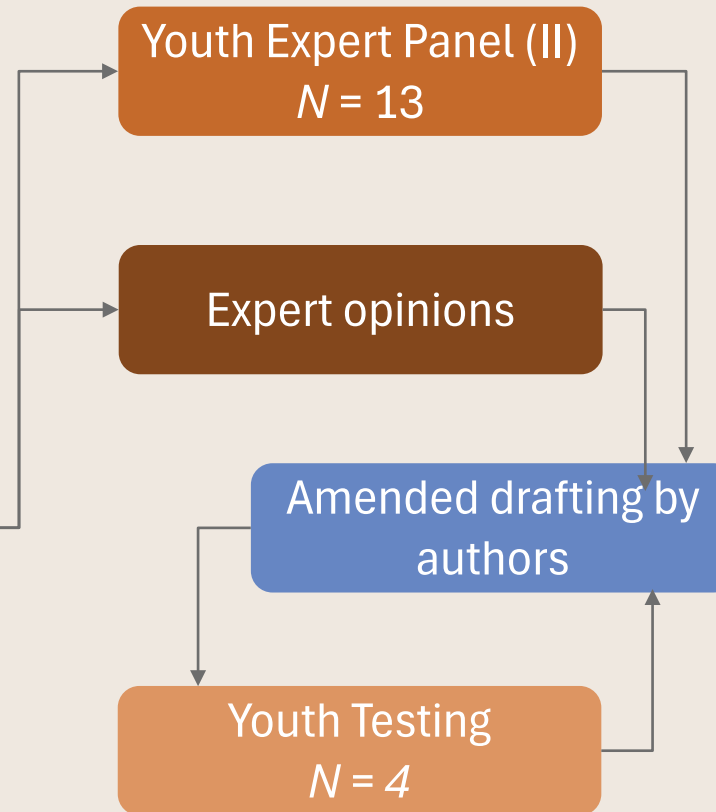 Youth Expert Panel (II)
N = 13
Expert opinions
Amended drafting by
authors
Youth Testing
N = 4